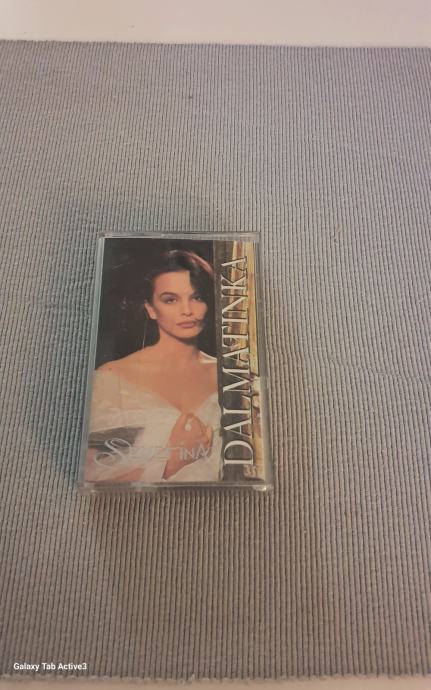 DALMATINKA
Severina
Galaxy Tab Active3